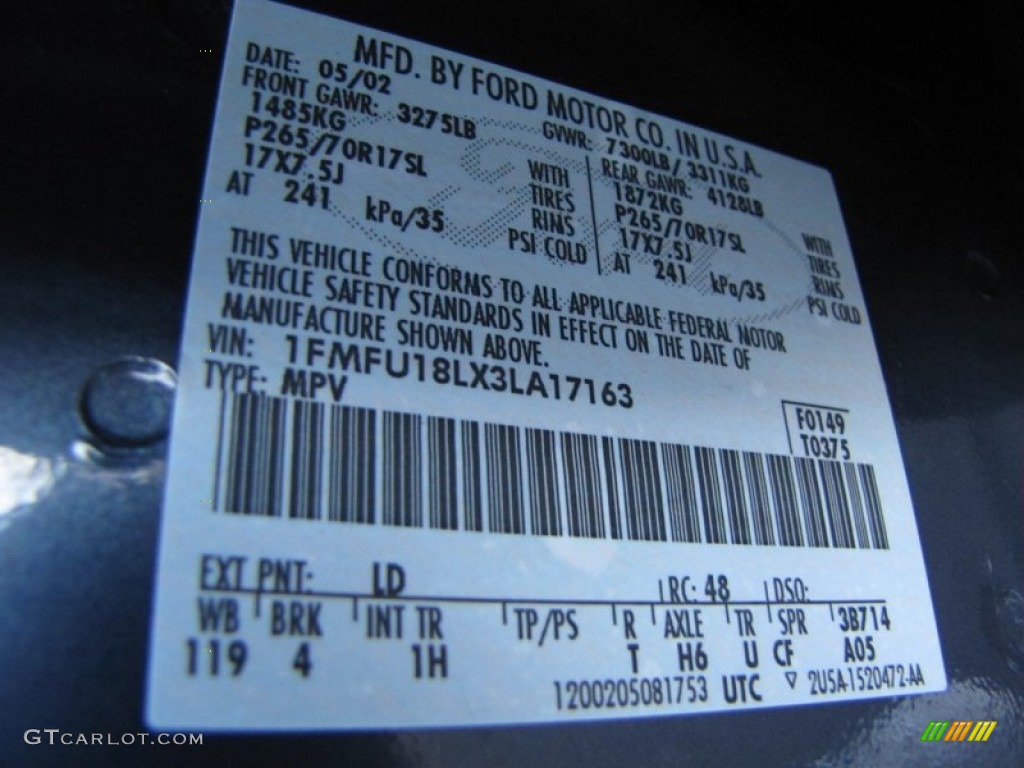 MFD. BY FORD MOTOR CO. IN U.S.A.
DATE: 05/02 GVWR: 7300LB/ 3311KG
FRONT GAWR: 3275LB REAR GAWR: 4128LB
1485KG WITH 1872KG WITH
P265/70R17SL TIRES P265/70R17SL TIRES
17X7.5J RINS 17X7.5J RINS
AT 241 kPa/35 PSI COLD AT 241 kPa/35 PSI COLD
THIS VEHICLE CONFORMS TO ALL APPLICABLE FEDERAL MOTOR
VEHICLE SAFETY STANDARDS IN EFFECT ON THE DATE OF
MANUFACTURE SHOWN ABOVE.
VIN: 1FMFU18LX3LA17163
TYPE: MPV
F0149
T0375
EXT PNT: LD RC: 48 DSO:
WB BRK INT TR TP/PS R AXLE TR SPR 3B714
119 4 1H T H6 U CF A05
1200205081753 UTC ▽ 2U5A-1520472-AA
GTCARLOT.COM